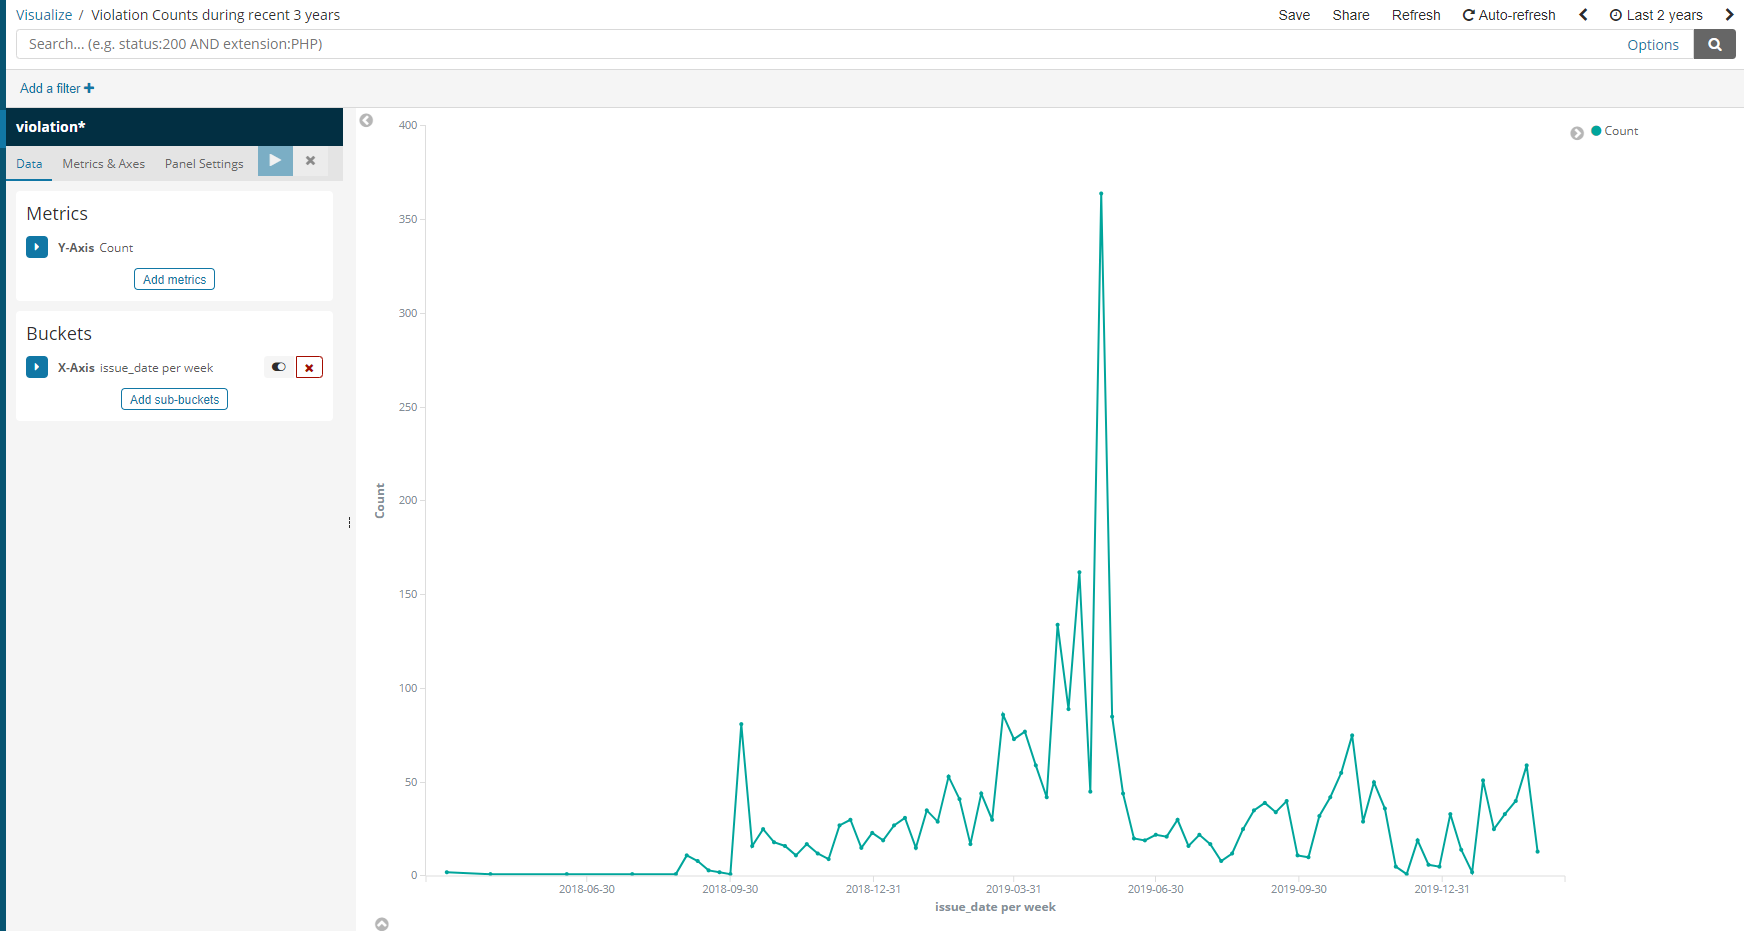 Visualize / Violation Counts during recent 3 years
Save Share Refresh Auto-refresh Last 2 years
Search... (e.g. status:200 AND extension:PHP)
Options
Add a filter
violation*
Data Metrics & Axes Panel Settings
Metrics
Y-Axis Count
Add metrics
Buckets
X-Axis issue_date per week
Add sub-buckets
Count
400
350
300
250
200
150
100
50
0
Count
2018-06-30 2018-09-30 2018-12-31 2019-03-31 2019-06-30 2019-09-30 2019-12-31
issue_date per week